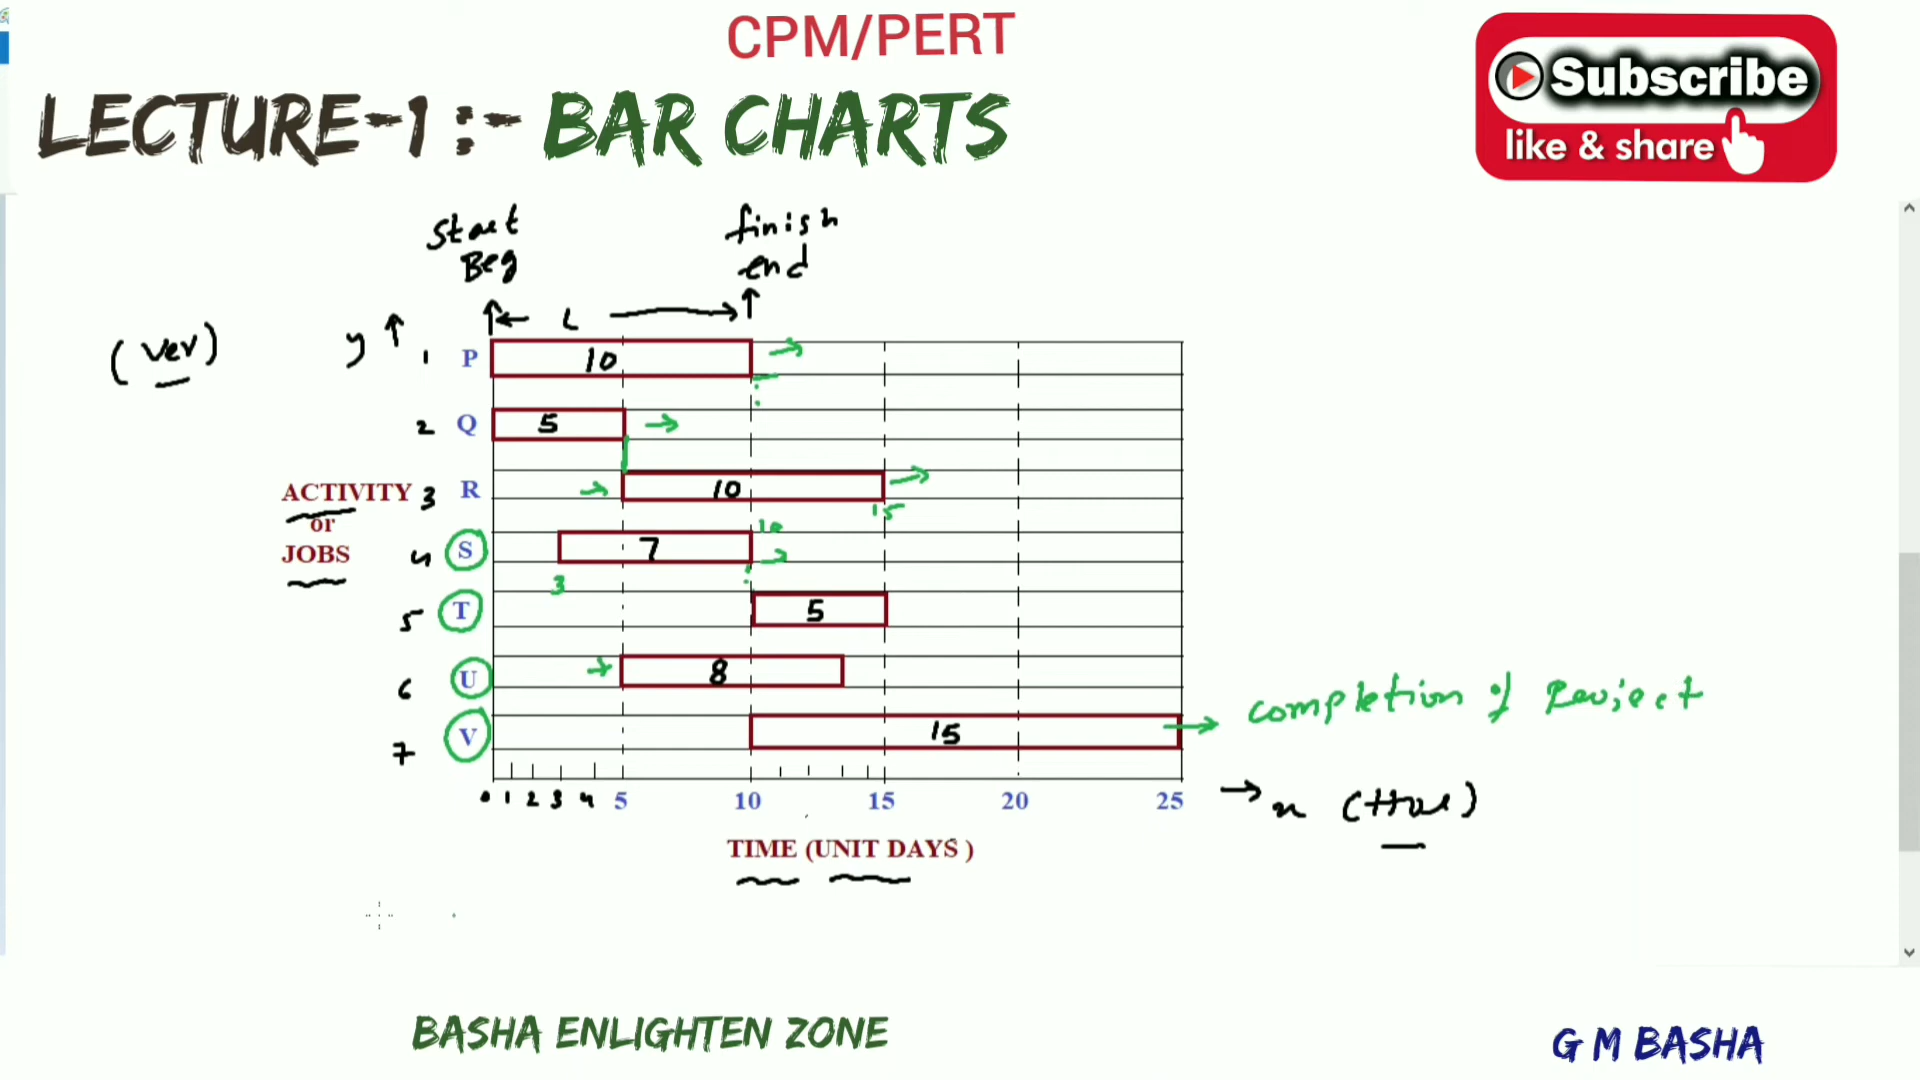 CPM/PERT
LECTURE-1 :- BAR CHARTS
Subscribe
like & share
Start finish
Beg end
L
(Ver) y 1 P 10
2 Q 5
ACTIVITY 3 R 10
15
or
JOBS 4 S 7 10
3
5 T 5
6 U 8
completion of Project
7 V 15
0 1 2 3 4 5 10 15 20 25
x (Hor)
TIME (UNIT DAYS )
BASHA ENLIGHTEN ZONE
G M BASHA